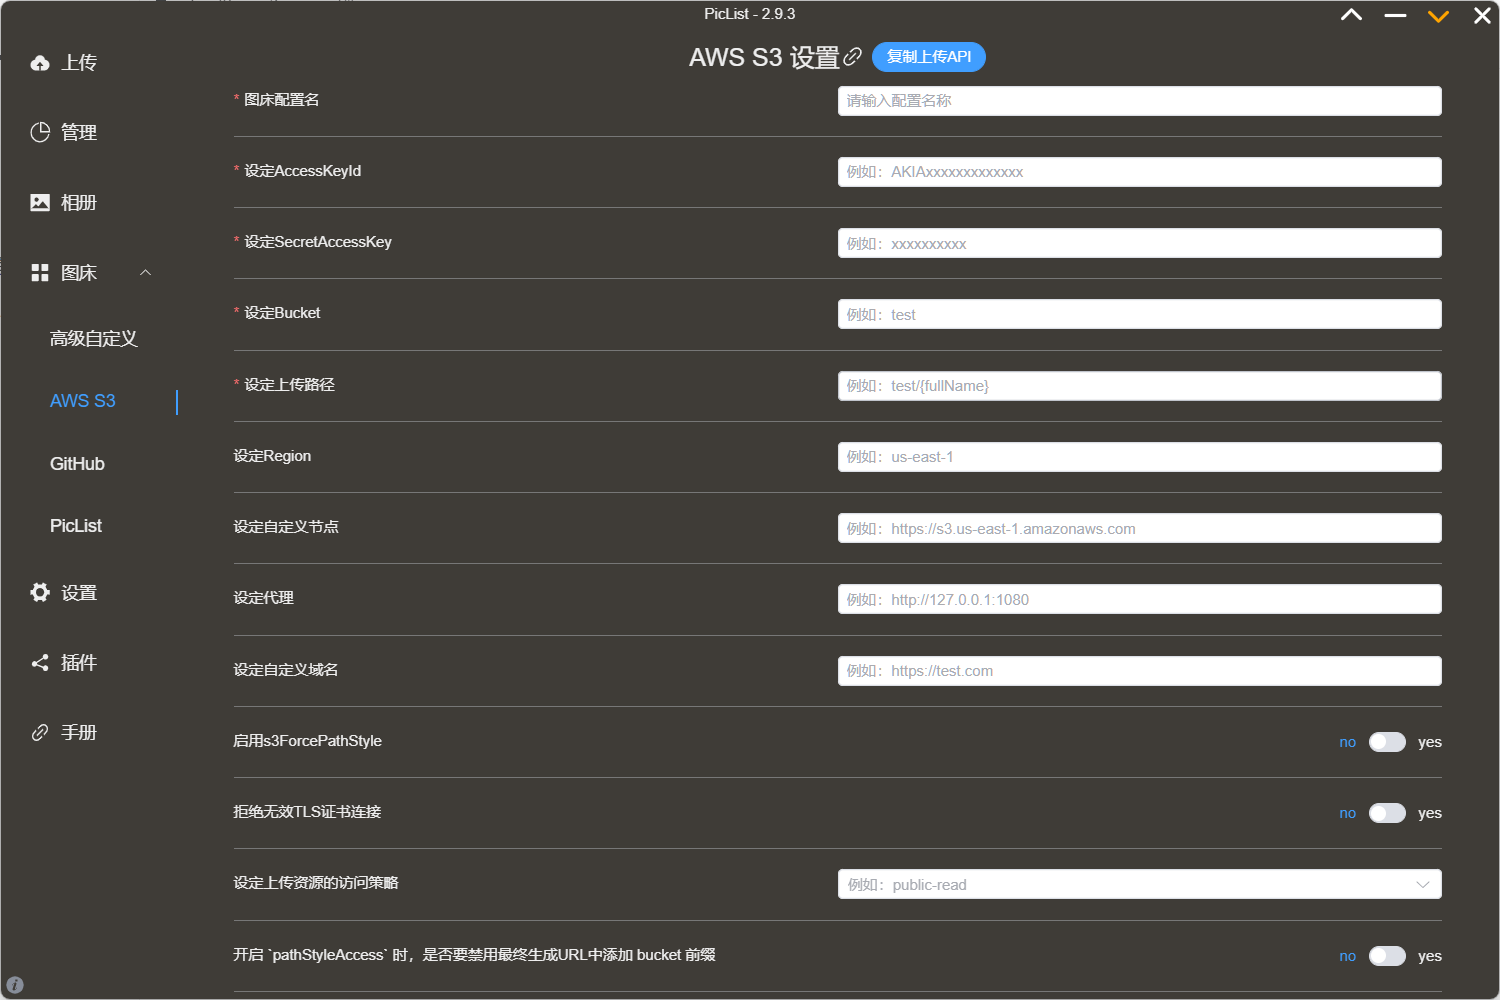 PicList - 2.9.3
AWS S3 设置
复制上传API
上传
管理
相册
图床
高级自定义
AWS S3
GitHub
PicList
设置
插件
手册
* 图床配置名
请输入配置名称
* 设定AccessKeyId
例如：AKIAxxxxxxxxxxxxx
* 设定SecretAccessKey
例如：xxxxxxxxxx
* 设定Bucket
例如：test
* 设定上传路径
例如：test/{fullName}
设定Region
例如：us-east-1
设定自定义节点
例如：https://s3.us-east-1.amazonaws.com
设定代理
例如：http://127.0.0.1:1080
设定自定义域名
例如：https://test.com
启用s3ForcePathStyle
no yes
拒绝无效TLS证书连接
no yes
设定上传资源的访问策略
例如：public-read
开启 `pathStyleAccess` 时，是否要禁用最终生成URL中添加 bucket 前缀
no yes